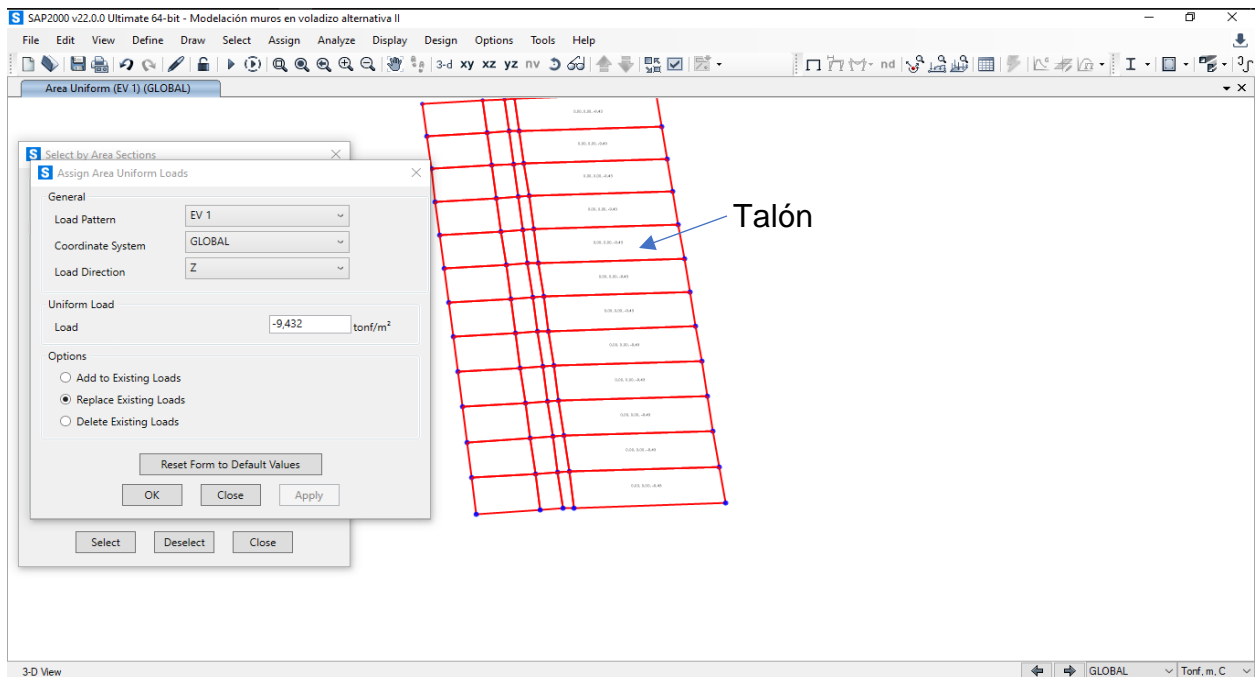 SAP2000 v22.0.0 Ultimate 64-bit - Modelación muros en voladizo alternativa II
File Edit View Define Draw Select Assign Analyze Display Design Options Tools Help
3-d xy xz yz nv
nd
Area Uniform (EV 1) (GLOBAL)
Select by Area Sections
Assign Area Uniform Loads
General
Load Pattern EV 1
Coordinate System GLOBAL
Load Direction Z
Uniform Load
Load -9,432 tonf/m²
Options
Add to Existing Loads
Replace Existing Loads
Delete Existing Loads
Reset Form to Default Values
OK Close Apply
Select Deselect Close
Talón
3-D View
GLOBAL Tonf, m, C